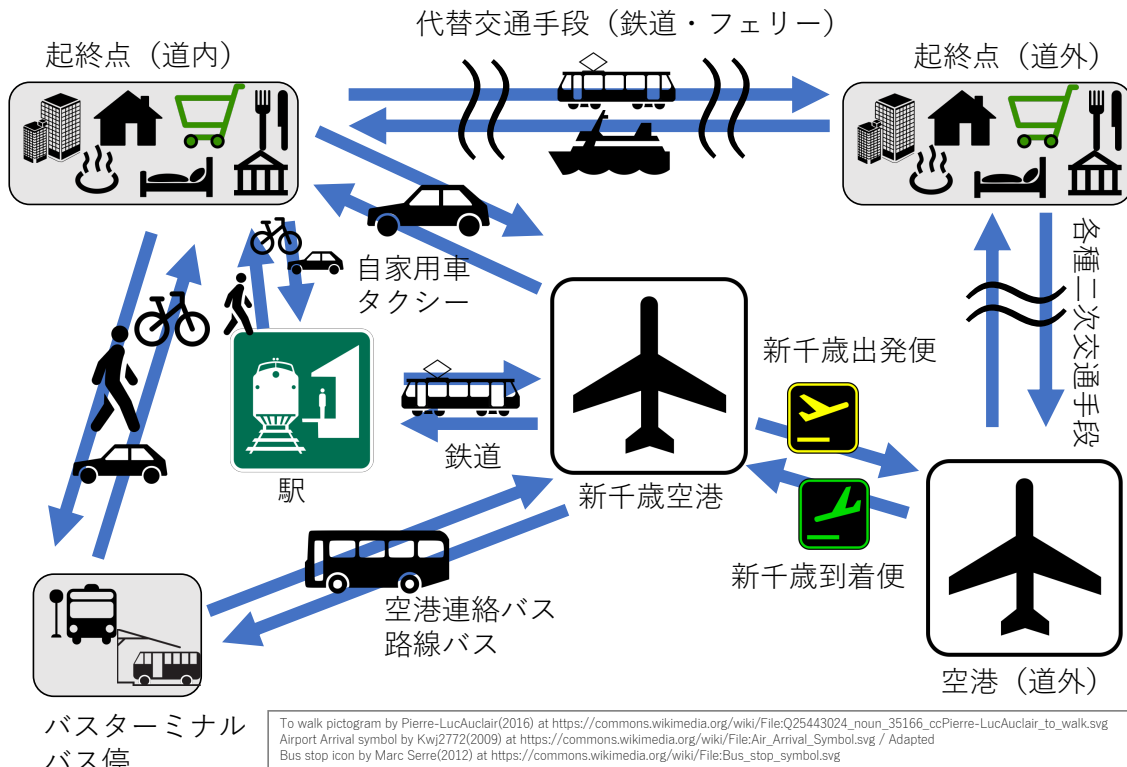 代替交通手段（鉄道・フェリー）
起終点（道内）
起終点（道外）
自家用車
タクシー
各種二次交通手段
新千歳出発便
鉄道
駅
新千歳空港
新千歳到着便
空港連絡バス
路線バス
空港（道外）
バスターミナル
バス停
To walk pictogram by Pierre-LucAuclair(2016) at https://commons.wikimedia.org/wiki/File:Q25443024_noun_35166_ccPierre-LucAuclair_to_walk.svg
Airport Arrival symbol by Kwj2772(2009) at https://commons.wikimedia.org/wiki/File:Air_Arrival_Symbol.svg / Adapted
Bus stop icon by Marc Serre(2012) at https://commons.wikimedia.org/wiki/File:Bus_stop_symbol.svg